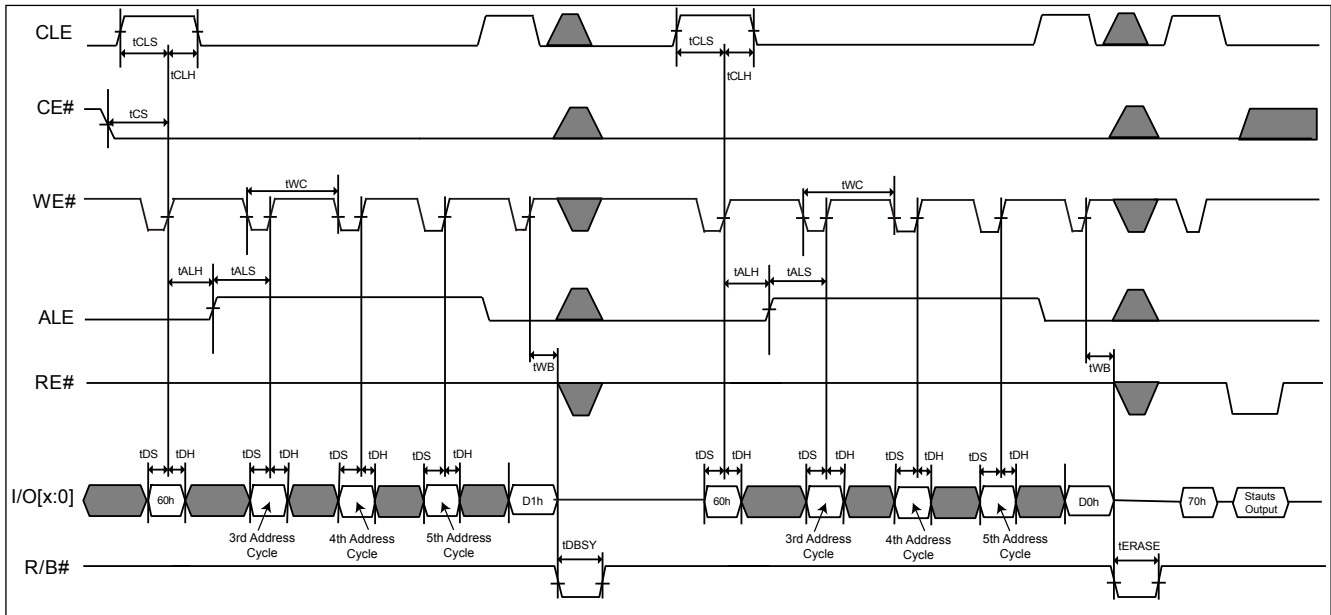 CLE
tCLS
tCLH
tCLS
tCLH
CE#
tCS
WE#
tWC
tWC
ALE
tALH
tALS
tALH
tALS
tWB
tWB
RE#
I/O[x:0]
tDS
tDH
tDS
tDH
tDS
tDH
tDS
tDH
tDS
tDH
tDS
tDH
tDS
tDH
tDS
tDH
60h
D1h
60h
D0h
70h
Stauts
Output
3rd Address
Cycle
4th Address
Cycle
5th Address
Cycle
3rd Address
Cycle
4th Address
Cycle
5th Address
Cycle
R/B#
tDBSY
tERASE